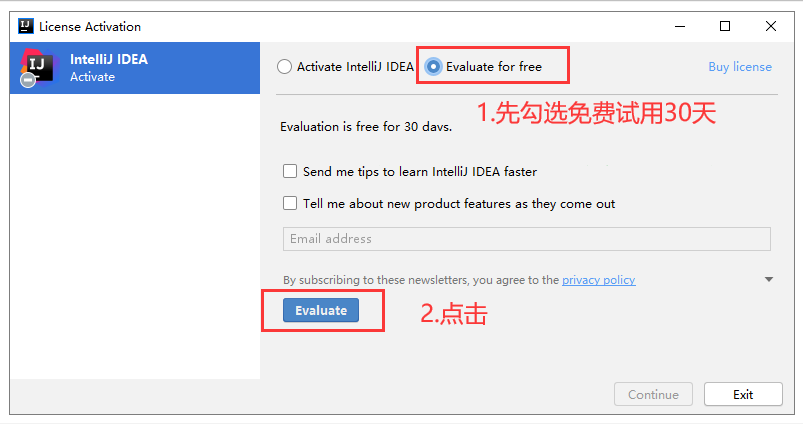 License Activation
IntelliJ IDEA
Activate
Activate IntelliJ IDEA
Evaluate for free
Buy license
1.先勾选免费试用30天
Evaluation is free for 30 days.
Send me tips to learn IntelliJ IDEA faster
Tell me about new product features as they come out
Email address
By subscribing to these newsletters, you agree to the privacy policy
Evaluate
2.点击
Continue
Exit